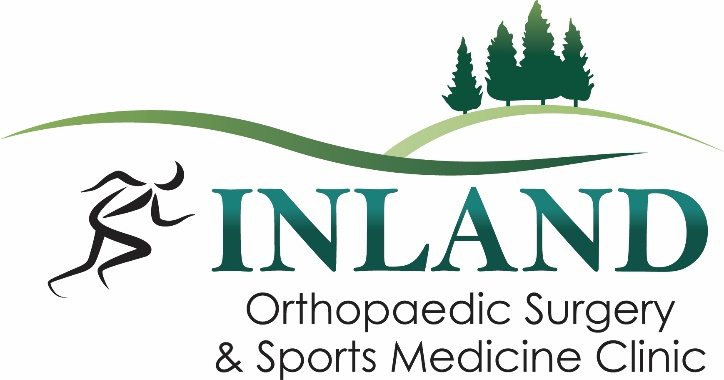 INLAND
Orthopaedic Surgery
& Sports Medicine Clinic